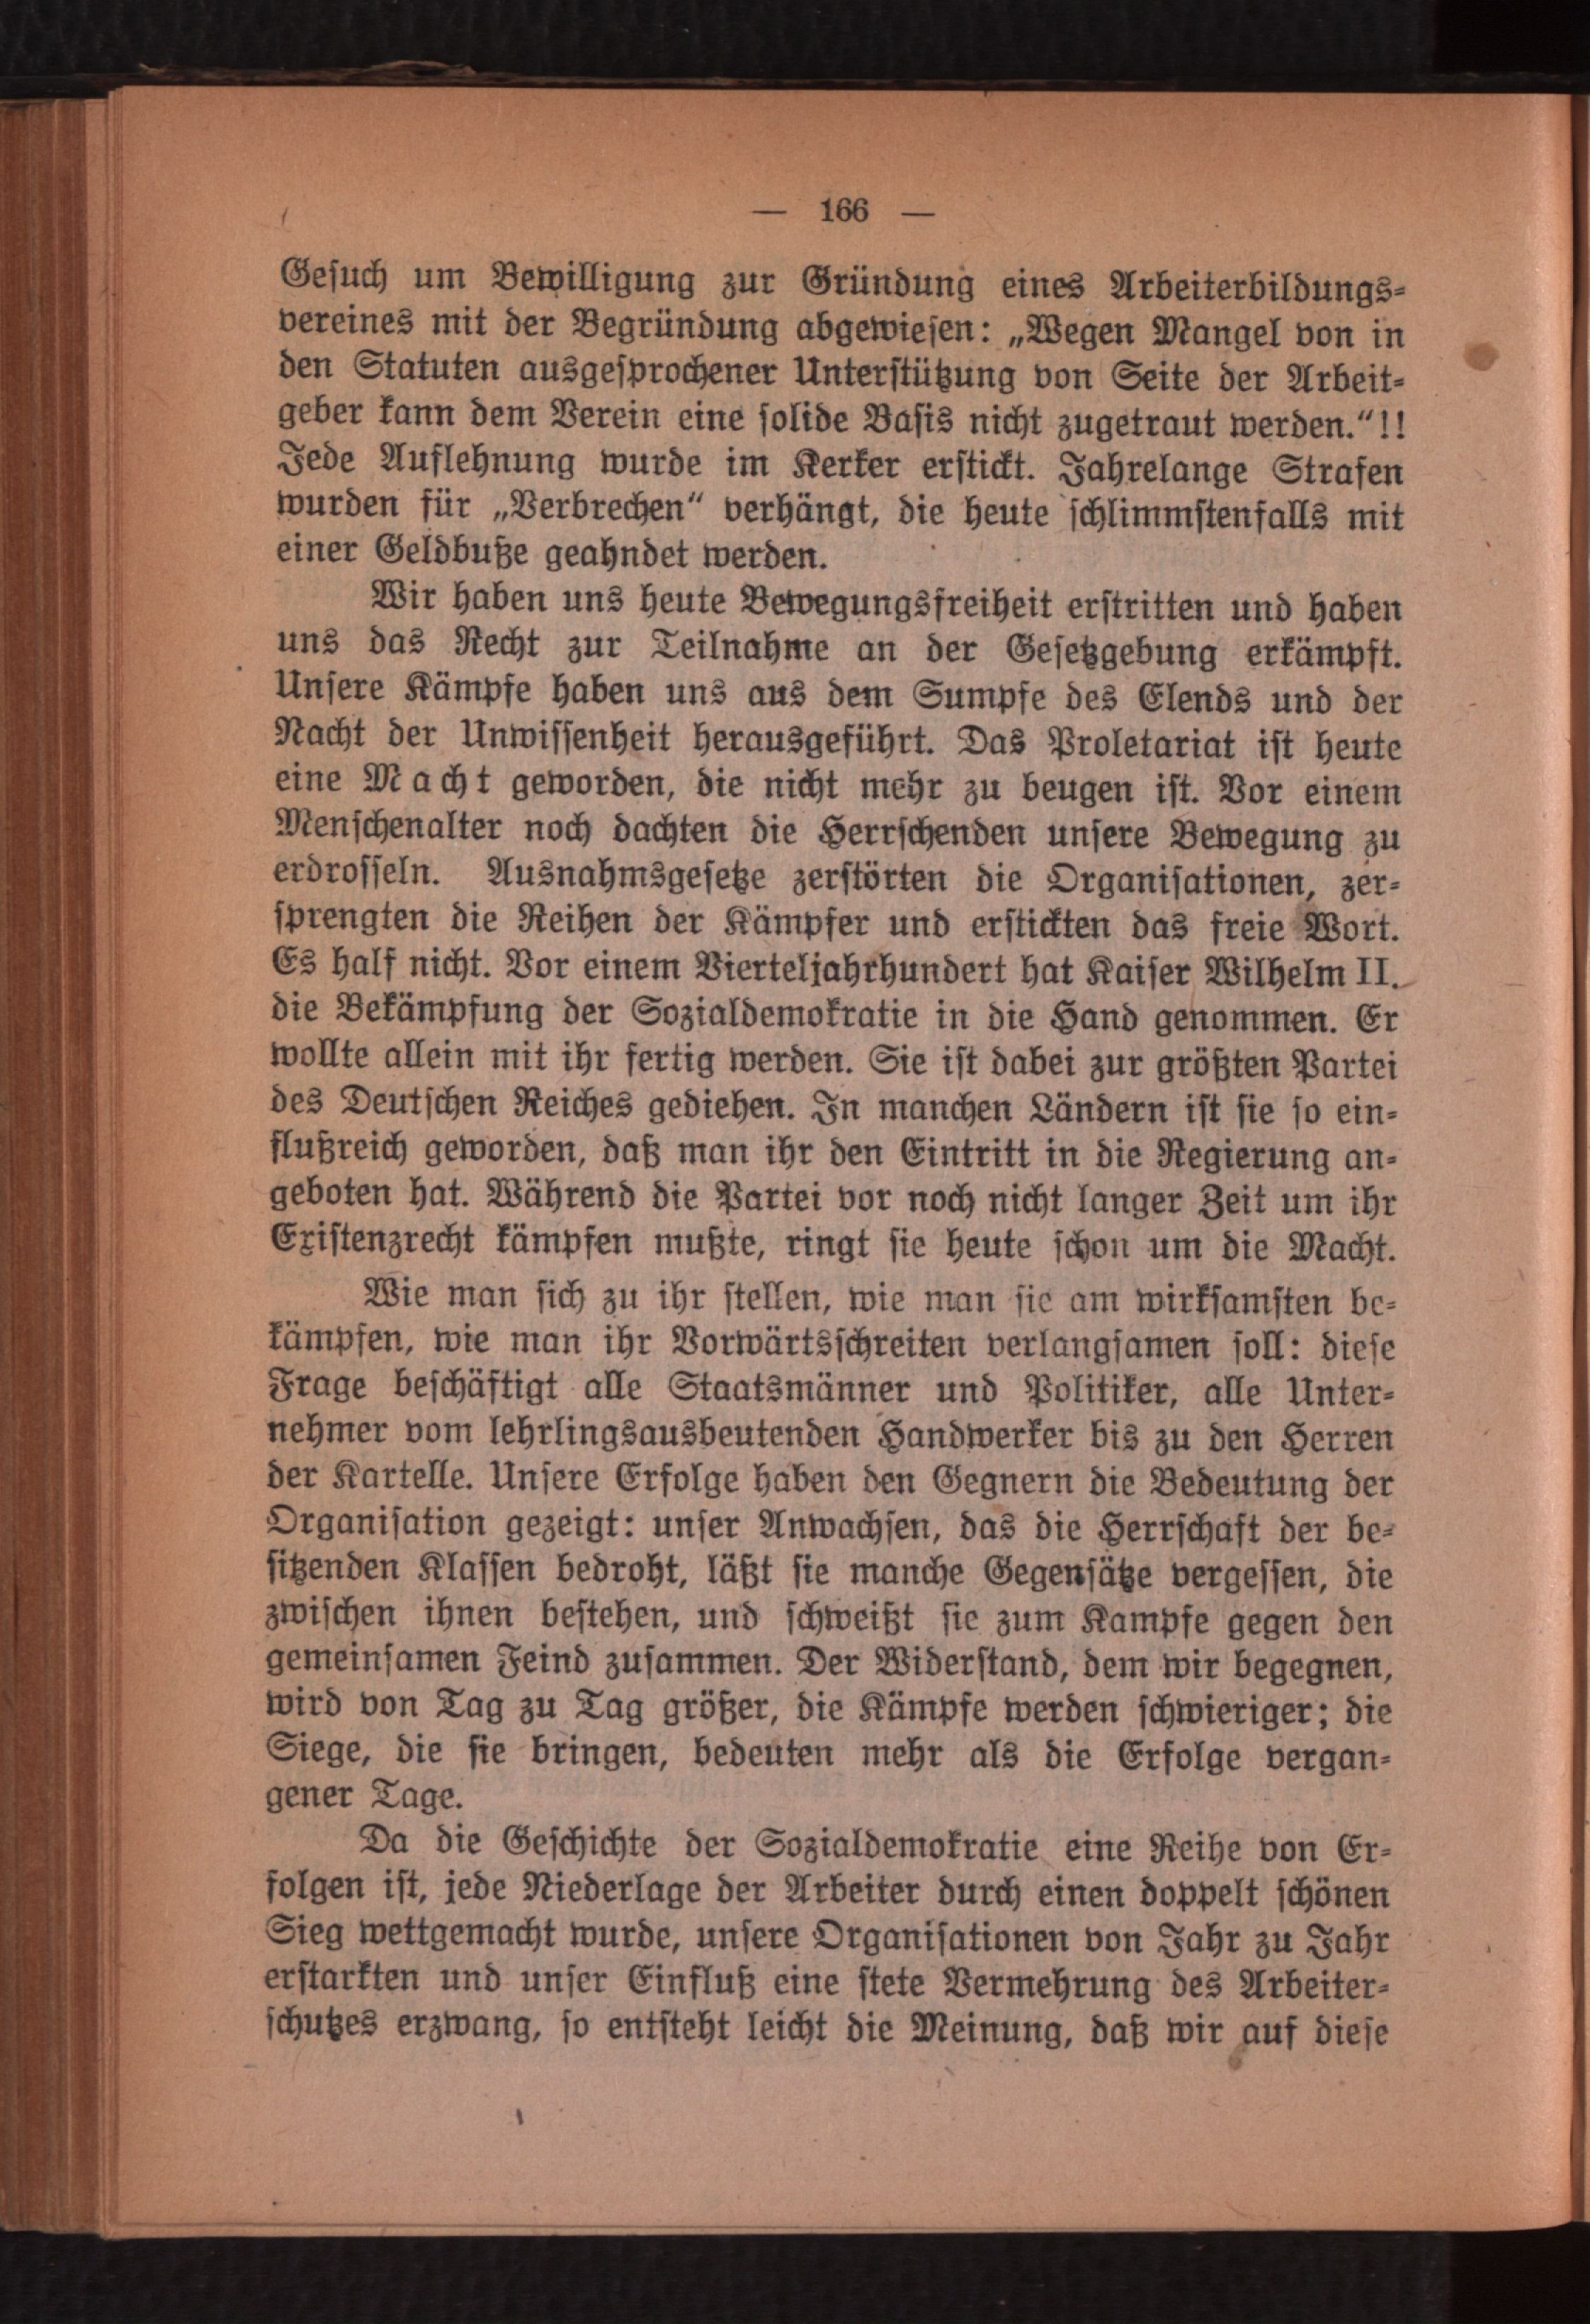 — 166 —
Gesuch um Bewilligung zur Gründung eines Arbeiterbildungs-
vereines mit der Begründung abgewiesen: „Wegen Mangel von in
den Statuten ausgesprochener Unterstützung von Seite der Arbeit-
geber kann dem Verein eine solide Basis nicht zugetraut werden.“!!
Jede Auflehnung wurde im Kerker erstickt. Jahrelange Strafen
wurden für „Verbrechen“ verhängt, die heute schlimmstenfalls mit
einer Geldbuße geahndet werden.
Wir haben uns heute Bewegungsfreiheit erstritten und haben
uns das Recht zur Teilnahme an der Gesetzgebung erkämpft.
Unsere Kämpfe haben uns aus dem Sumpfe des Elends und der
Nacht der Unwissenheit herausgeführt. Das Proletariat ist heute
eine Macht geworden, die nicht mehr zu beugen ist. Vor einem
Menschenalter noch dachten die Herrschenden unsere Bewegung zu
erdrosseln. Ausnahmsgesetze zerstörten die Organisationen, zer-
sprengten die Reihen der Kämpfer und erstickten das freie Wort.
Es half nicht. Vor einem Vierteljahrhundert hat Kaiser Wilhelm II.
die Bekämpfung der Sozialdemokratie in die Hand genommen. Er
wollte allein mit ihr fertig werden. Sie ist dabei zur größten Partei
des Deutschen Reiches gediehen. In manchen Ländern ist sie so ein-
flußreich geworden, daß man ihr den Eintritt in die Regierung an-
geboten hat. Während die Partei vor noch nicht langer Zeit um ihr
Existenzrecht kämpfen mußte, ringt sie heute schon um die Macht.
Wie man sich zu ihr stellen, wie man sie am wirksamsten be-
kämpfen, wie man ihr Vorwärtsschreiten verlangsamen soll: diese
Frage beschäftigt alle Staatsmänner und Politiker, alle Unter-
nehmer vom lehrlingsausbeutenden Handwerker bis zu den Herren
der Kartelle. Unsere Erfolge haben den Gegnern die Bedeutung der
Organisation gezeigt: unser Anwachsen, das die Herrschaft der be-
sitzenden Klassen bedroht, läßt sie manche Gegensätze vergessen, die
zwischen ihnen bestehen, und schweißt sie zum Kampfe gegen den
gemeinsamen Feind zusammen. Der Widerstand, dem wir begegnen,
wird von Tag zu Tag größer, die Kämpfe werden schwieriger; die
Siege, die sie bringen, bedeuten mehr als die Erfolge vergan-
gener Tage.
Da die Geschichte der Sozialdemokratie eine Reihe von Er-
folgen ist, jede Niederlage der Arbeiter durch einen doppelt schönen
Sieg wettgemacht wurde, unsere Organisationen von Jahr zu Jahr
erstarkten und unser Einfluß eine stete Vermehrung des Arbeiter-
schutzes erzwang, so entsteht leicht die Meinung, daß wir auf diese